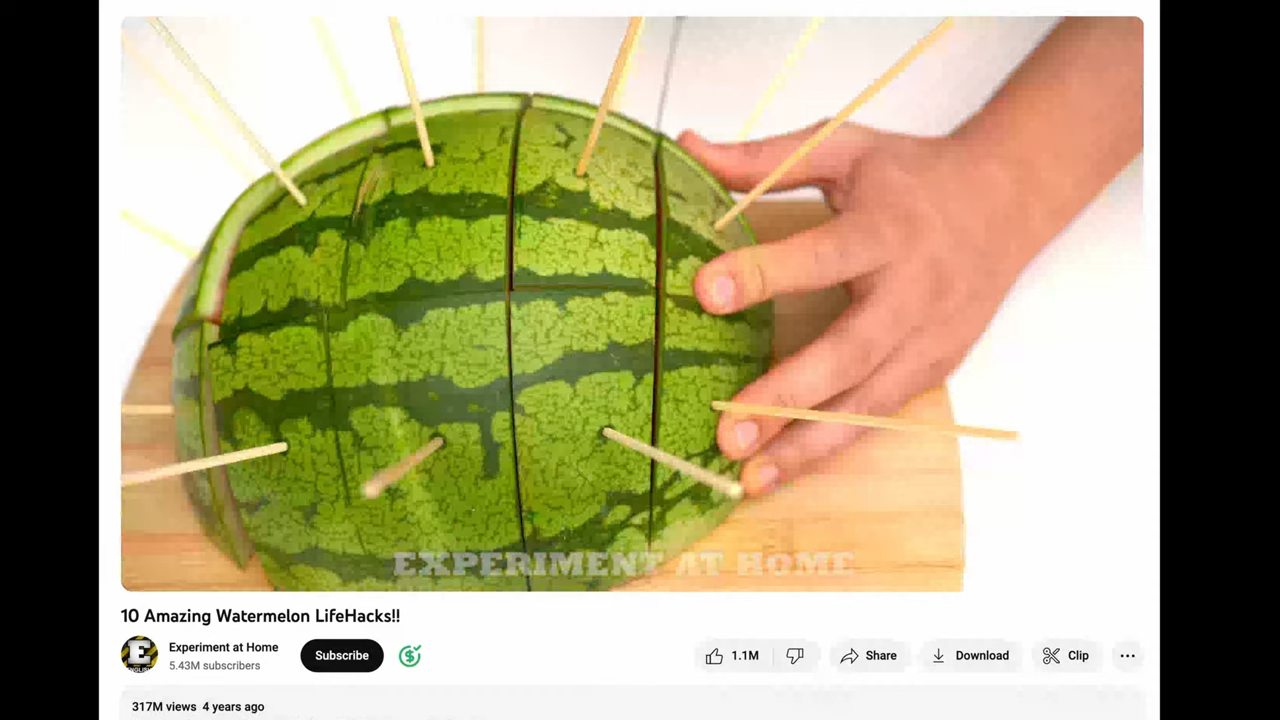 EXPERIMENT AT HOME
10 Amazing Watermelon LifeHacks!!
Experiment at Home
5.43M subscribers
Subscribe
1.1M
Share
Download
Clip
317M views 4 years ago